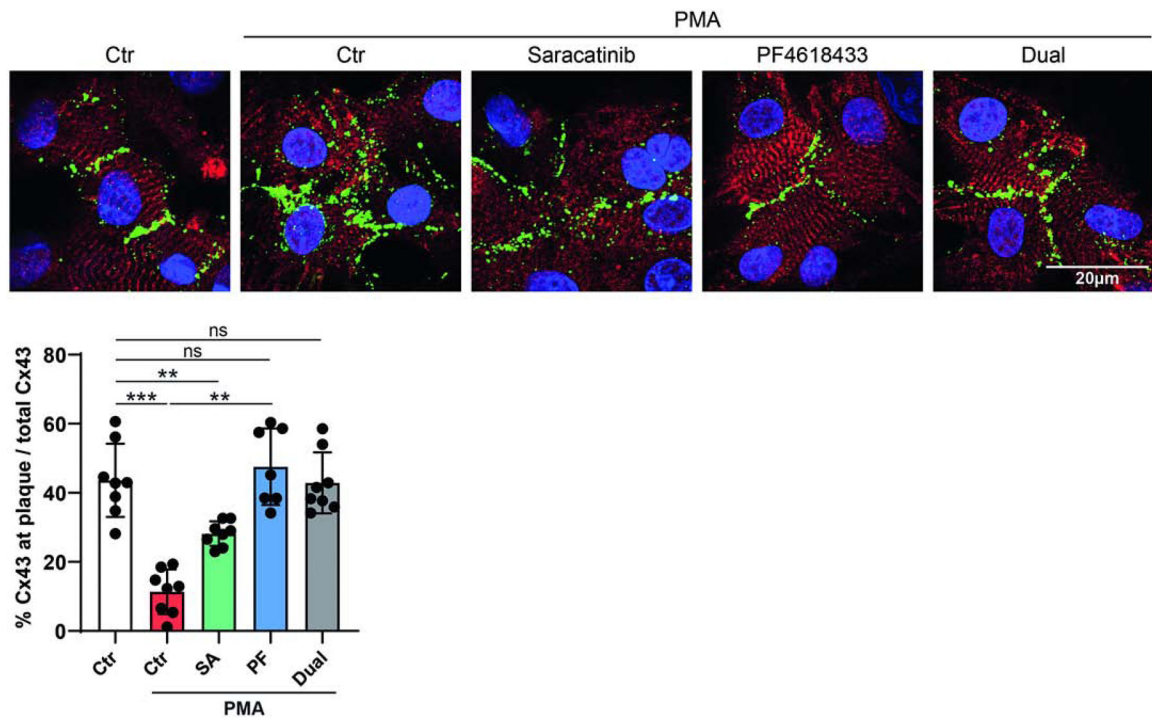 PMA
Ctr Ctr Saracatinib PF4618433 Dual
20µm
% Cx43 at plaque / total Cx43
80
60
40
20
0
ns
ns
**
*** **
Ctr Ctr SA PF Dual
PMA